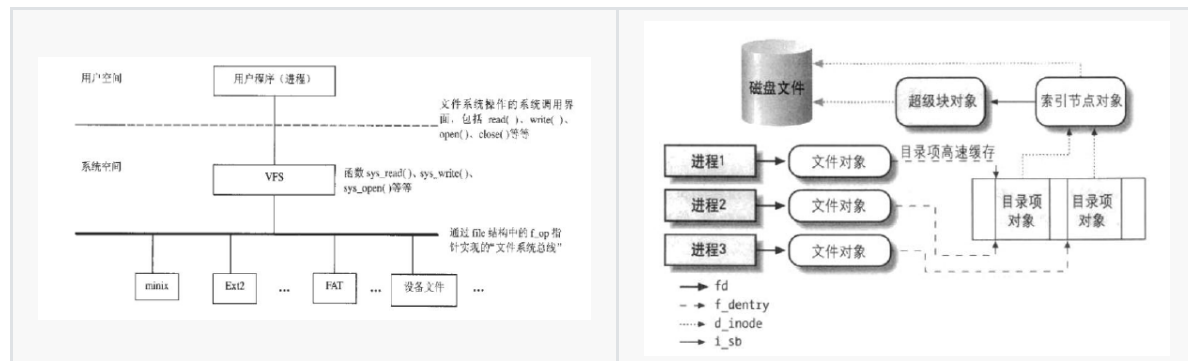 用户空间
用户程序（进程）
文件系统操作的系统调用界
面，包括 read( )、write( )、
open( )、close( )等等
系统空间
VFS
函数 sys_read( )、sys_write( )、
sys_open( )等等
通过 file 结构中的 f_op 指
针实现的“文件系统总线”
minix
Ext2
...
FAT
...
设备文件
...
磁盘文件
超级块对象
索引节点对象
进程1
文件对象
目录项高速缓存
进程2
文件对象
目录项
对象
目录项
对象
进程3
文件对象
fd
f_dentry
d_inode
i_sb